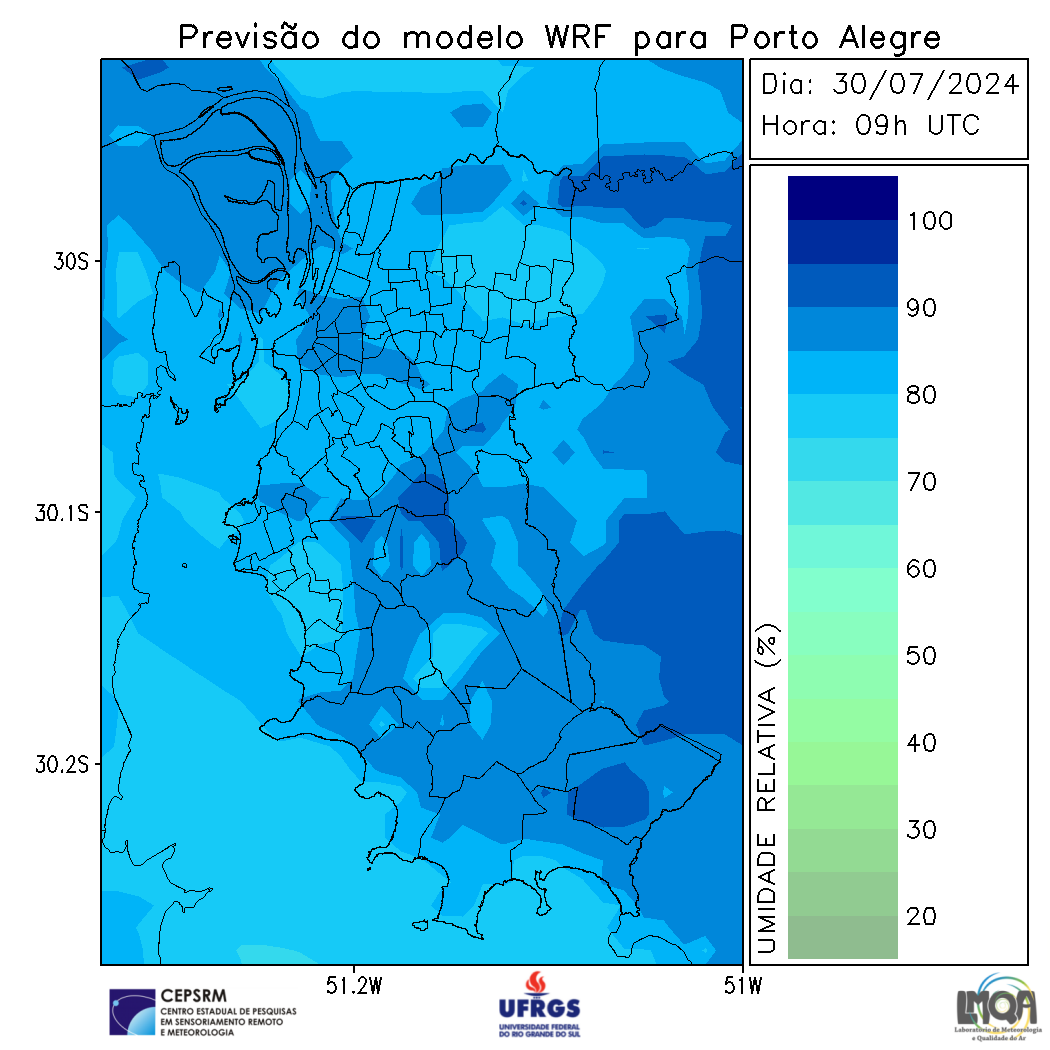 Previsão do modelo WRF para Porto Alegre
Dia: 30/07/2024
Hora: 09h UTC
100
90
80
70
60
50
40
30
20
UMIDADE RELATIVA (%)
30S
30.1S
30.2S
51.2W
51W
CEPSRM
CENTRO ESTADUAL DE PESQUISAS
EM SENSORIAMENTO REMOTO
E METEOROLOGIA
UFRGS
UNIVERSIDADE FEDERAL
DO RIO GRANDE DO SUL
LMQA
Laboratório de Meteorologia
e Qualidade do Ar